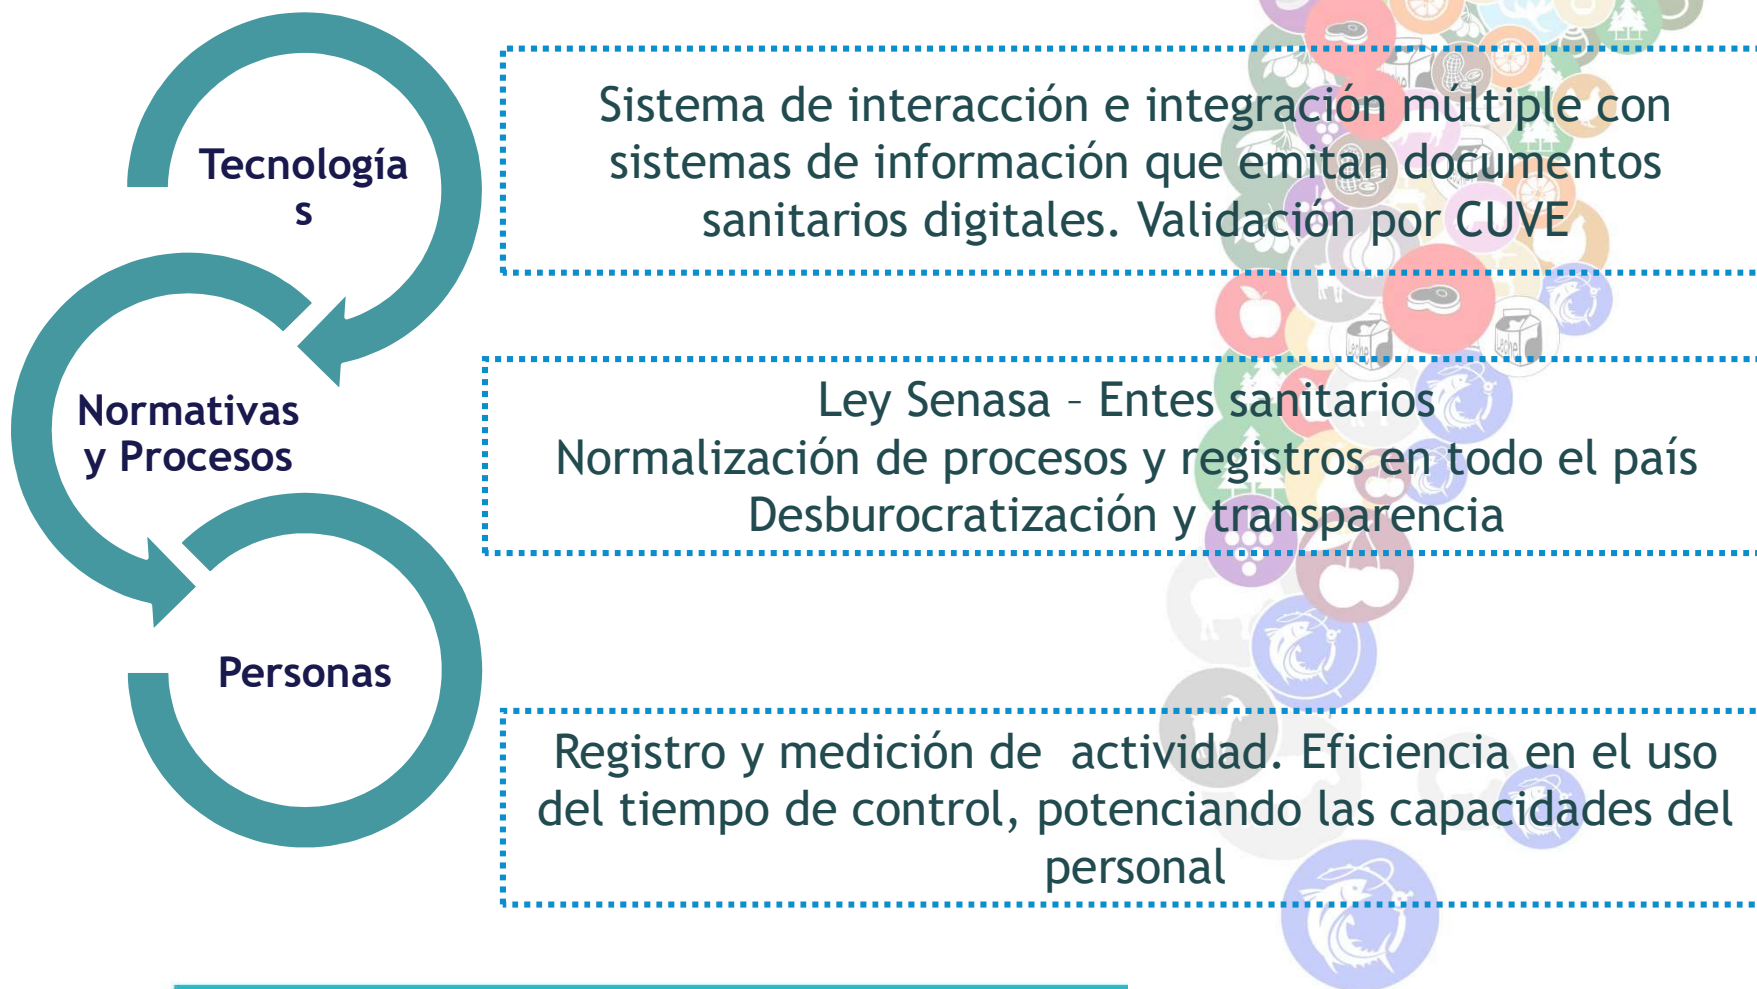 Tecnología
s
Sistema de interacción e integración múltiple con
sistemas de información que emitan documentos
sanitarios digitales. Validación por CUVE
Normativas
y Procesos
Ley Senasa – Entes sanitarios
Normalización de procesos y registros en todo el país
Desburocratización y transparencia
Personas
Registro y medición de  actividad. Eficiencia en el uso
del tiempo de control, potenciando las capacidades del
personal
Leche
Leche